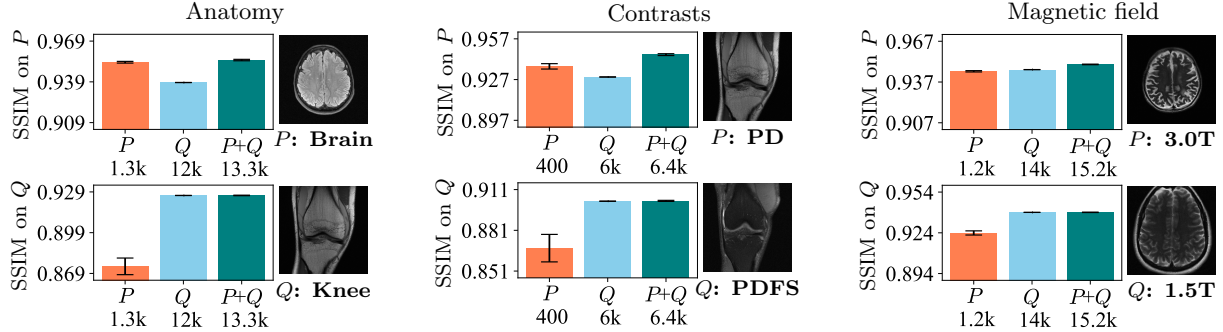 Anatomy
SSIM on P
0.969
0.939
0.909
P Q P+Q
1.3k 12k 13.3k
P: Brain
SSIM on Q
0.929
0.899
0.869
P Q P+Q
1.3k 12k 13.3k
Q: Knee
Contrasts
SSIM on P
0.957
0.927
0.897
P Q P+Q
400 6k 6.4k
P: PD
SSIM on Q
0.911
0.881
0.851
P Q P+Q
400 6k 6.4k
Q: PDFS
Magnetic field
SSIM on P
0.967
0.937
0.907
P Q P+Q
1.2k 14k 15.2k
P: 3.0T
SSIM on Q
0.954
0.924
0.894
P Q P+Q
1.2k 14k 15.2k
Q: 1.5T